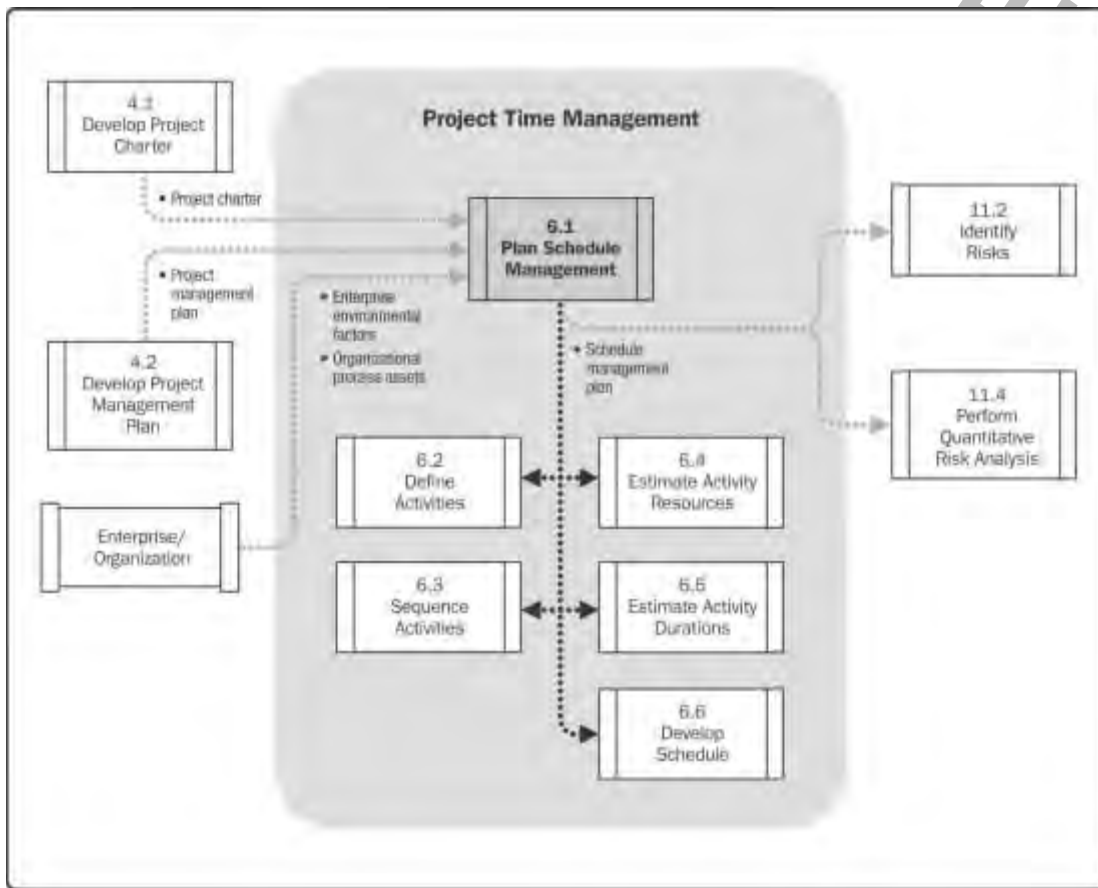 Project Time Management
4.1
Develop Project
Charter
• Project charter
6.1
Plan Schedule
Management
11.2
Identify
Risks
• Project
management
plan
• Enterprise
environmental
factors
• Organizational
process assets
• Schedule
management
plan
4.2
Develop Project
Management
Plan
11.4
Perform
Quantitative
Risk Analysis
6.2
Define
Activities
6.4
Estimate Activity
Resources
Enterprise/
Organization
6.3
Sequence
Activities
6.5
Estimate Activity
Durations
6.6
Develop
Schedule